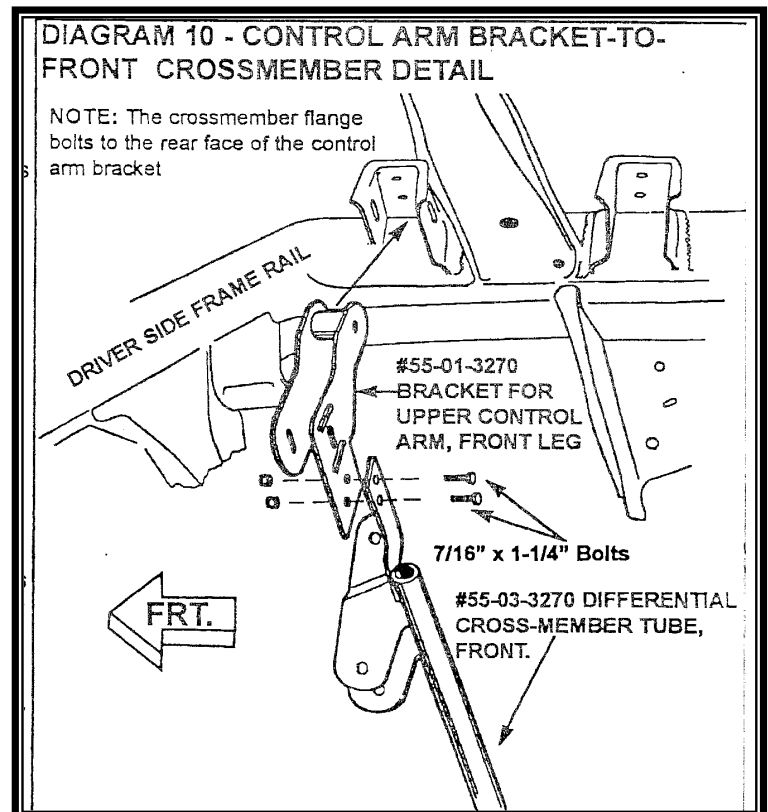 DIAGRAM 10 - CONTROL ARM BRACKET-TO-
FRONT CROSSMEMBER DETAIL
NOTE: The crossmember flange
bolts to the rear face of the control
arm bracket
DRIVER SIDE FRAME RAIL
#55-01-3270
BRACKET FOR
UPPER CONTROL
ARM, FRONT LEG
7/16" x 1-1/4" Bolts
#55-03-3270 DIFFERENTIAL
CROSS-MEMBER TUBE,
FRONT.
FRT.